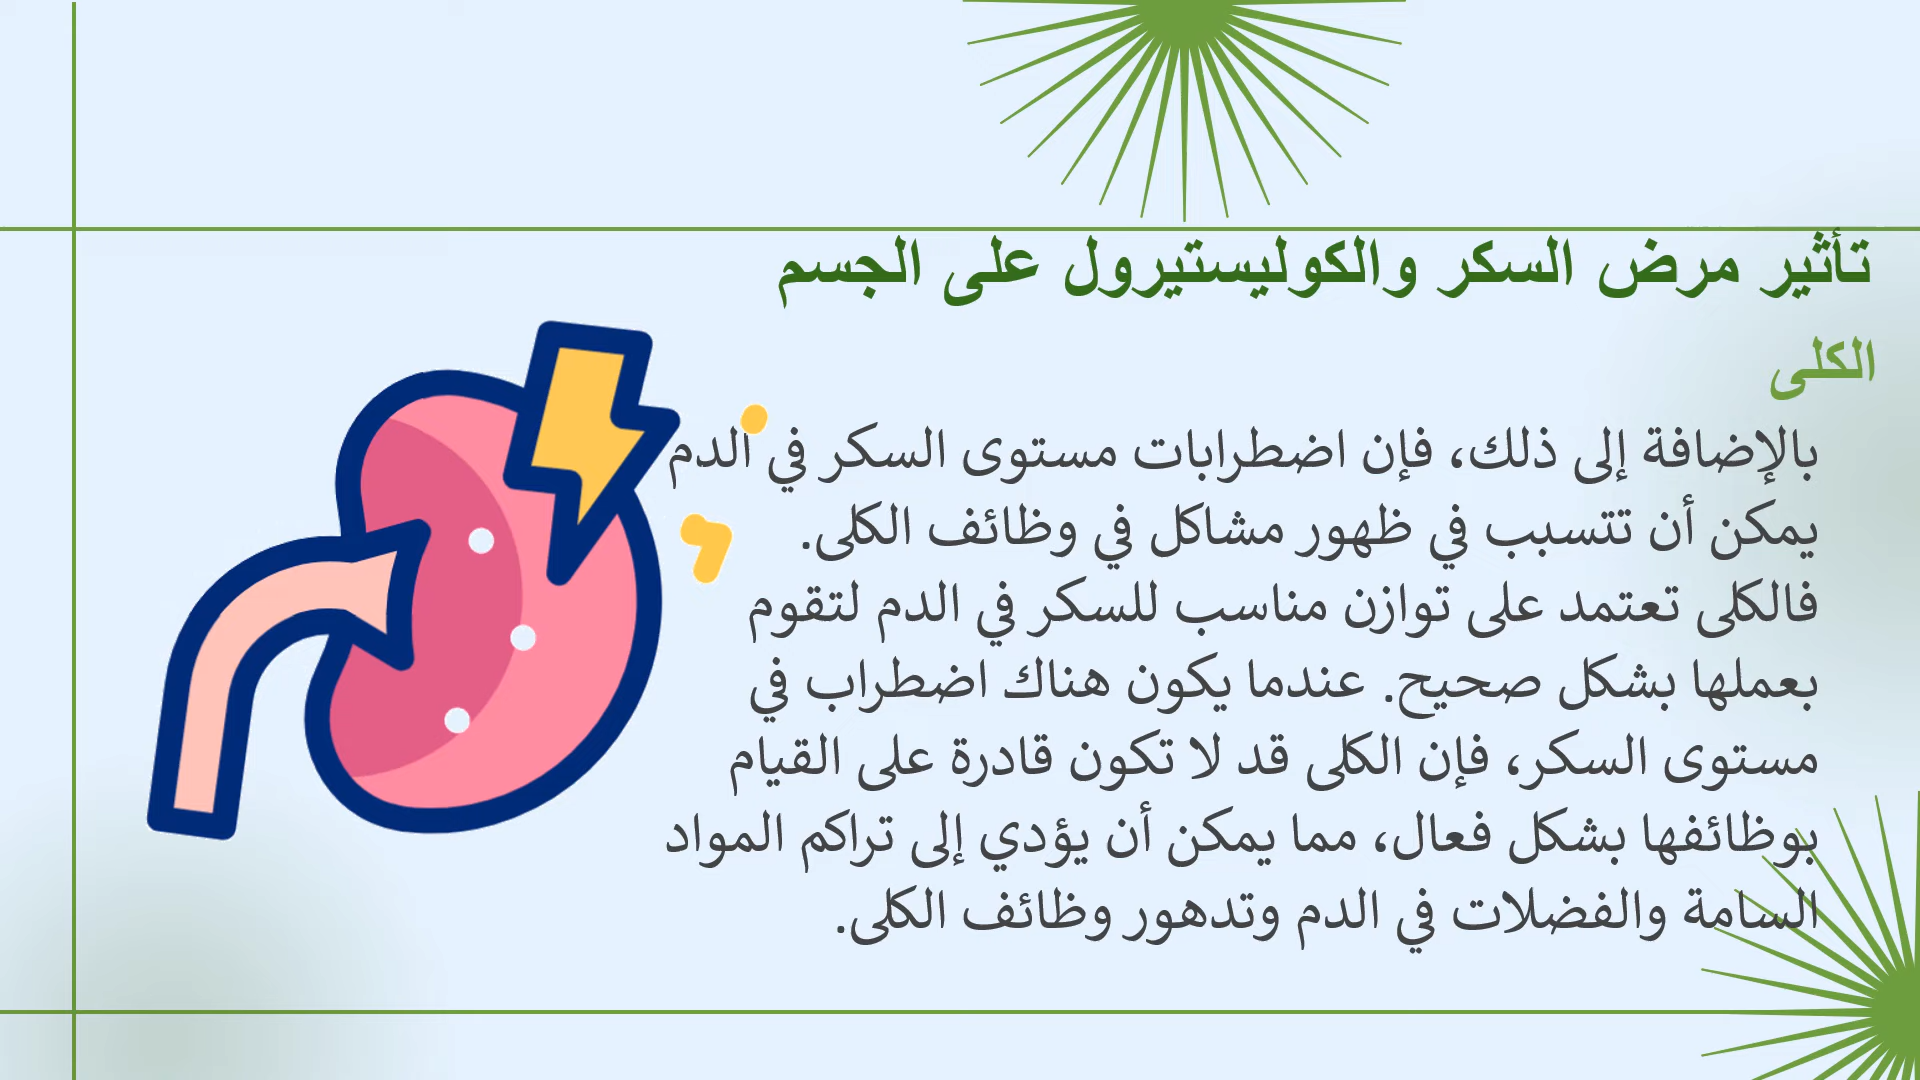 تأثير مرض السكر والكوليستيرول على الجسم
الكلى
بالإضافة إلى ذلك، فإن اضطرابات مستوى السكر في الدم
يمكن أن تتسبب في ظهور مشاكل في وظائف الكلى.
فالكلى تعتمد على توازن مناسب للسكر في الدم لتقوم
بعملها بشكل صحيح. عندما يكون هناك اضطراب في
مستوى السكر، فإن الكلى قد لا تكون قادرة على القيام
بوظائفها بشكل فعال، مما يمكن أن يؤدي إلى تراكم المواد
السامة والفضلات في الدم وتدهور وظائف الكلى.